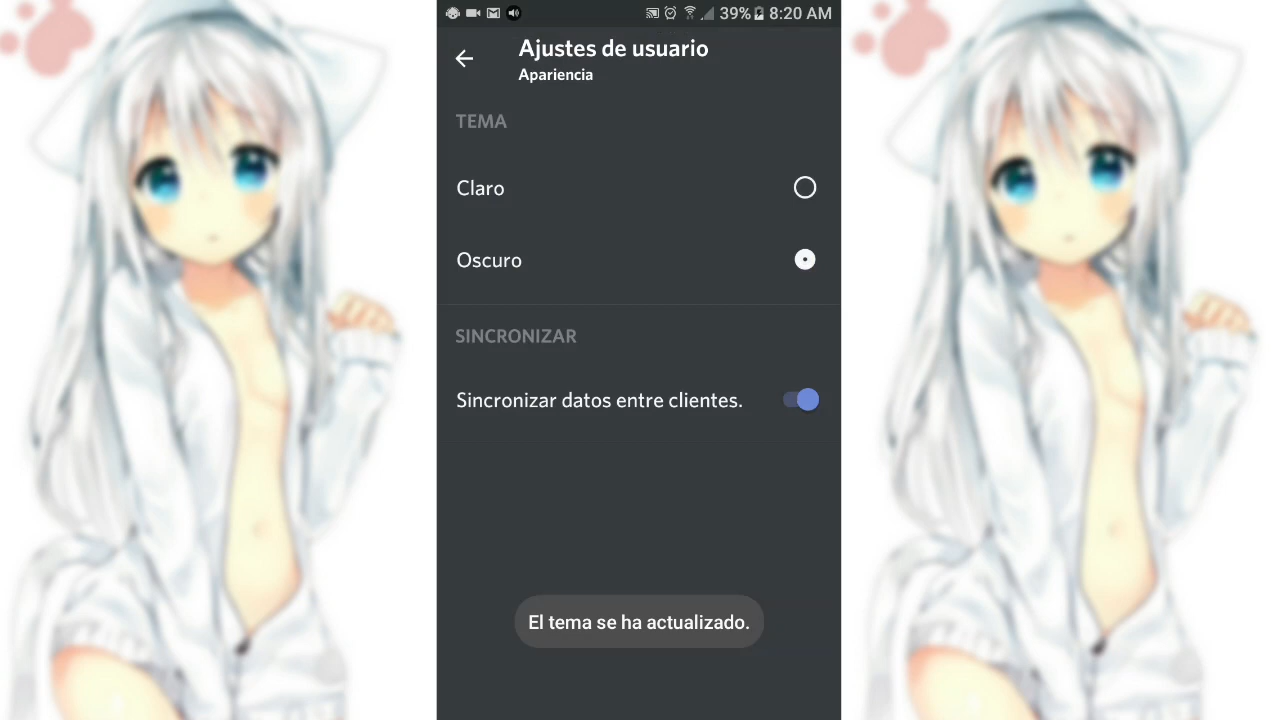 39% 8:20 AM
Ajustes de usuario
Apariencia
TEMA
Claro
Oscuro
SINCRONIZAR
Sincronizar datos entre clientes.
El tema se ha actualizado.